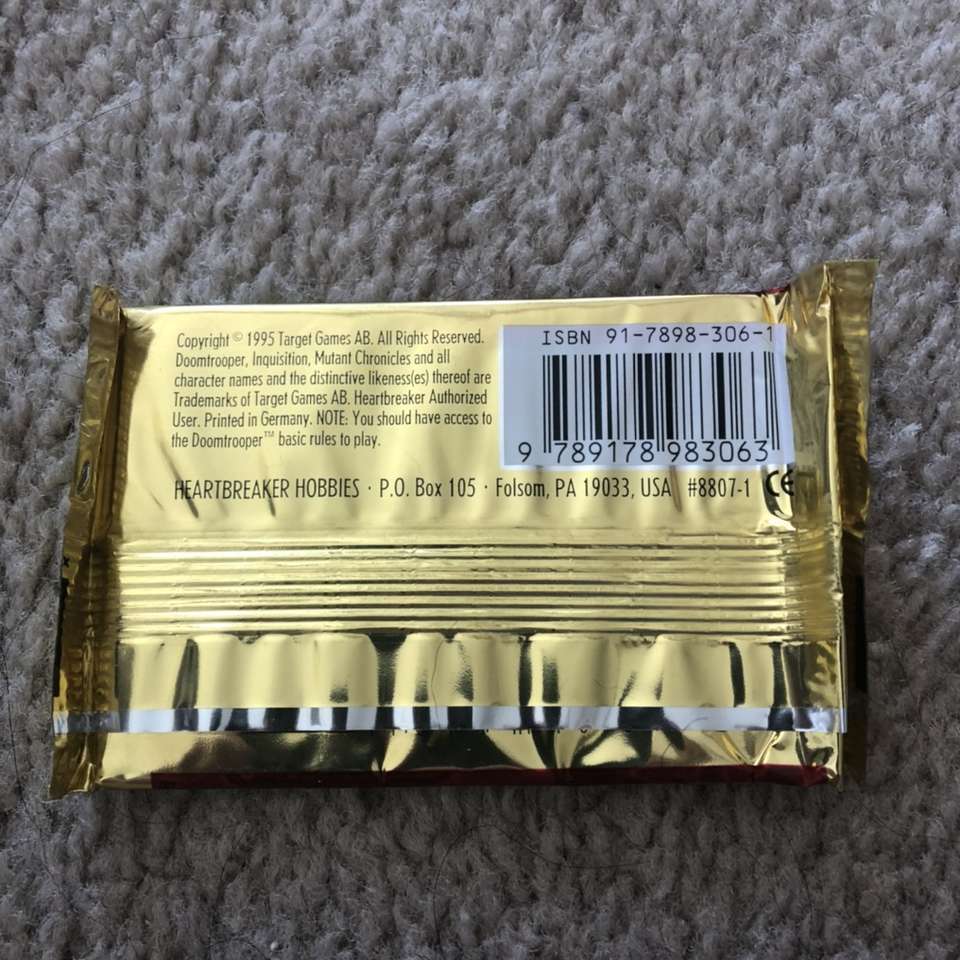 Copyright © 1995 Target Games AB. All Rights Reserved.
Doomtrooper, Inquisition, Mutant Chronicles and all
character names and the distinctive likeness(es) thereof are
Trademarks of Target Games AB. Heartbreaker Authorized
User. Printed in Germany. NOTE: You should have access to
the Doomtrooper™ basic rules to play.
ISBN 91-7898-306-1
9 789178 983063
HEARTBREAKER HOBBIES · P.O. Box 105 · Folsom, PA 19033, USA #8807-1 CE